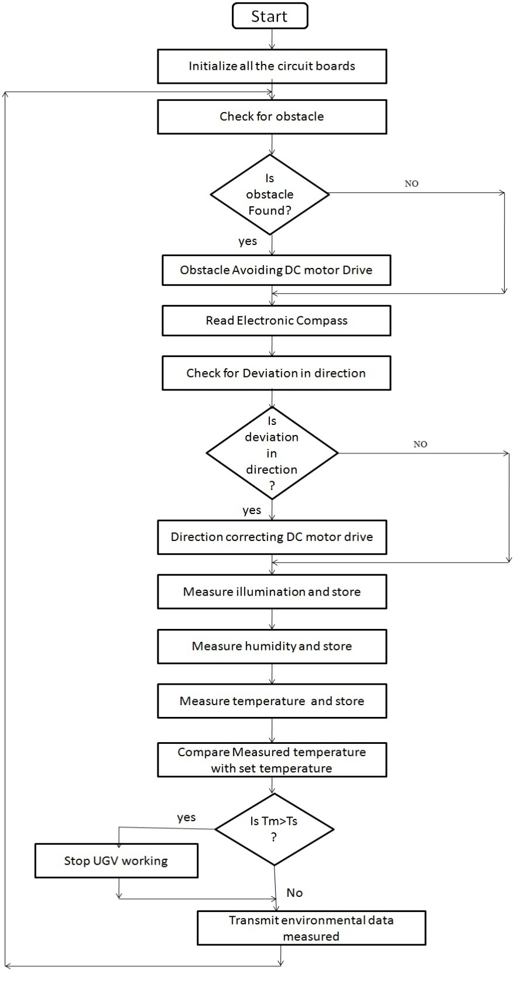 Start
Initialize all the circuit boards
Check for obstacle
Is
obstacle
Found?
NO
yes
Obstacle Avoiding DC motor Drive
Read Electronic Compass
Check for Deviation in direction
Is
deviation
in
direction
?
NO
yes
Direction correcting DC motor drive
Measure illumination and store
Measure humidity and store
Measure temperature  and store
Compare Measured temperature
with set temperature
Is Tm>Ts
?
yes
Stop UGV working
No
Transmit environmental data
measured